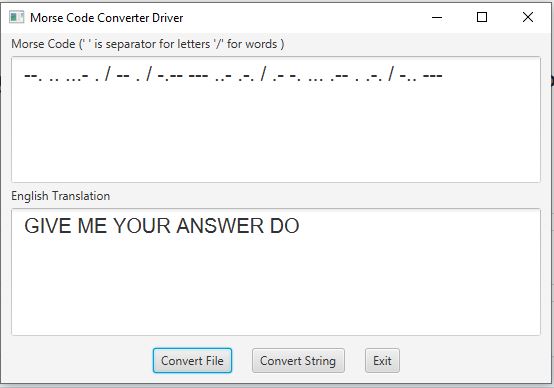 Morse Code Converter Driver
Morse Code (' ' is separator for letters '/' for words )
--. .. ...- . / -- . / -.-- --- ..- .-. / .- -. ... .-- . .-. / -.. ---
English Translation
GIVE ME YOUR ANSWER DO
Convert File Convert String Exit